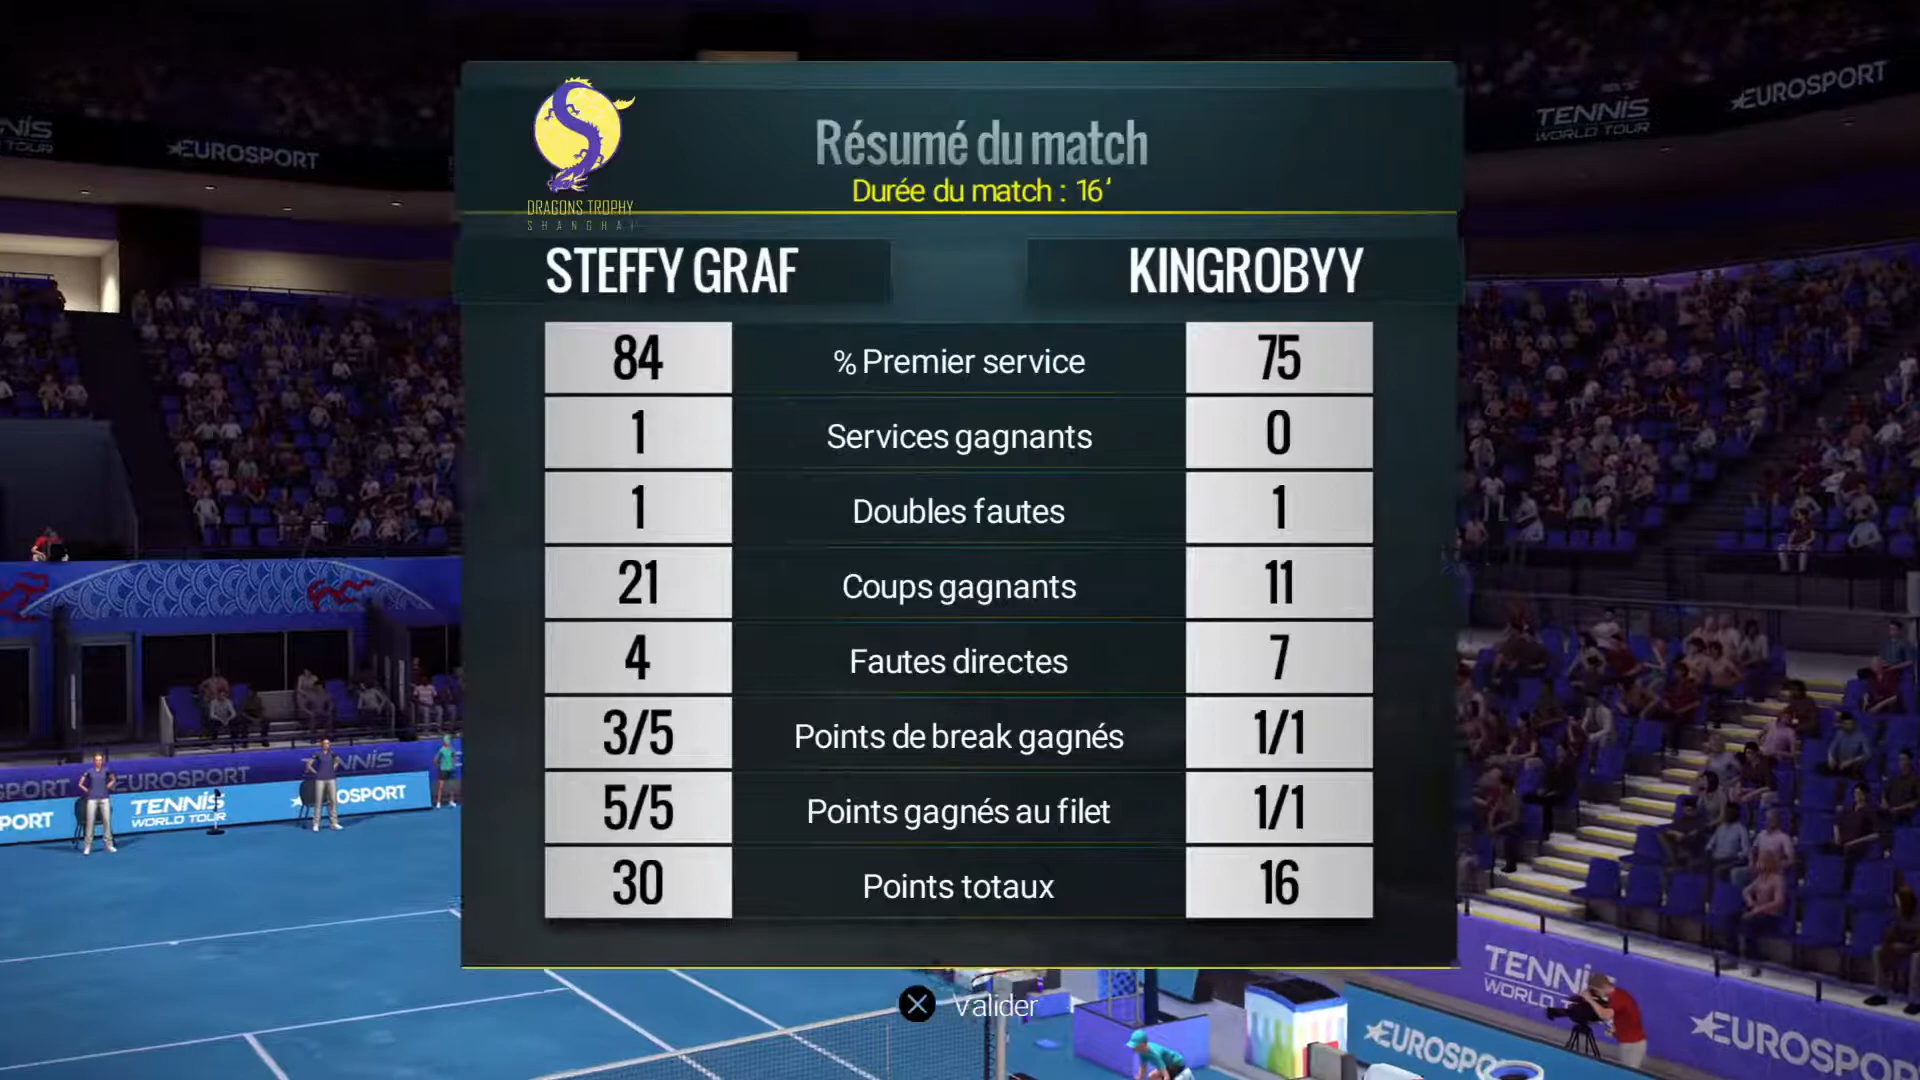 Résumé du match
Durée du match : 16'
DRAGONS TROPHY
SHANGHAI
STEFFY GRAF KINGROBYY
84 % Premier service 75
1 Services gagnants 0
1 Doubles fautes 1
21 Coups gagnants 11
4 Fautes directes 7
3/5 Points de break gagnés 1/1
5/5 Points gagnés au filet 1/1
30 Points totaux 16
Valider
EUROSPORT
TENNIS
WORLD TOUR
EUROSPORT
EUROSPORT
TENNIS
TENNIS
WORLD TOUR
EUROSPORT